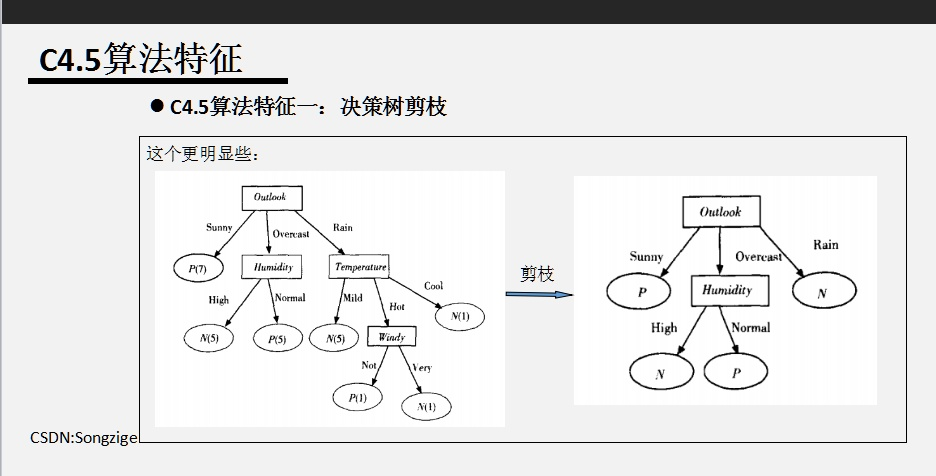 C4.5算法特征
● C4.5算法特征一：决策树剪枝
这个更明显些：
Outlook
Sunny
Overcast
Rain
P(7)
Humidity
Temperature
High
Normal
Mild
Hot
Cool
N(5)
P(5)
N(5)
Windy
N(1)
Not
Very
P(1)
N(1)
剪枝
Outlook
Sunny
Overcast
Rain
P
Humidity
N
High
Normal
N
P
CSDN:Songzige